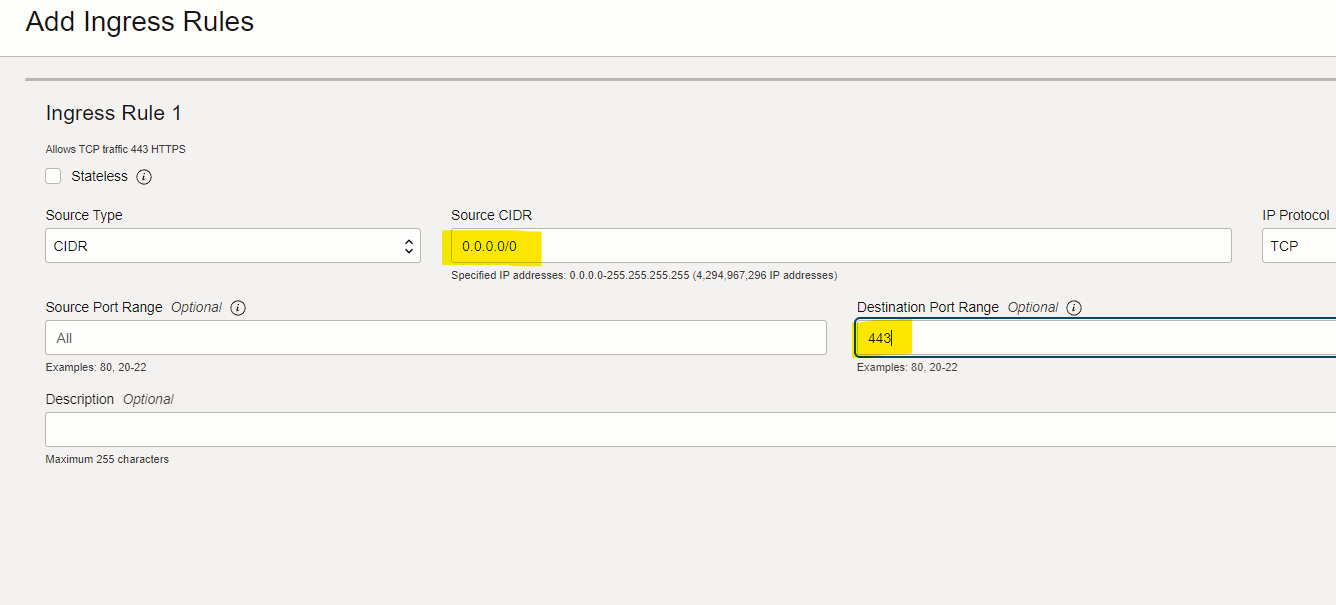 Add Ingress Rules
Ingress Rule 1
Allows TCP traffic 443 HTTPS
Stateless
Source Type
Source CIDR
IP Protocol
CIDR
0.0.0.0/0
TCP
Specified IP addresses: 0.0.0.0-255.255.255.255 (4,294,967,296 IP addresses)
Source Port Range Optional
Destination Port Range Optional
All
443
Examples: 80, 20-22
Examples: 80, 20-22
Description Optional
Maximum 255 characters